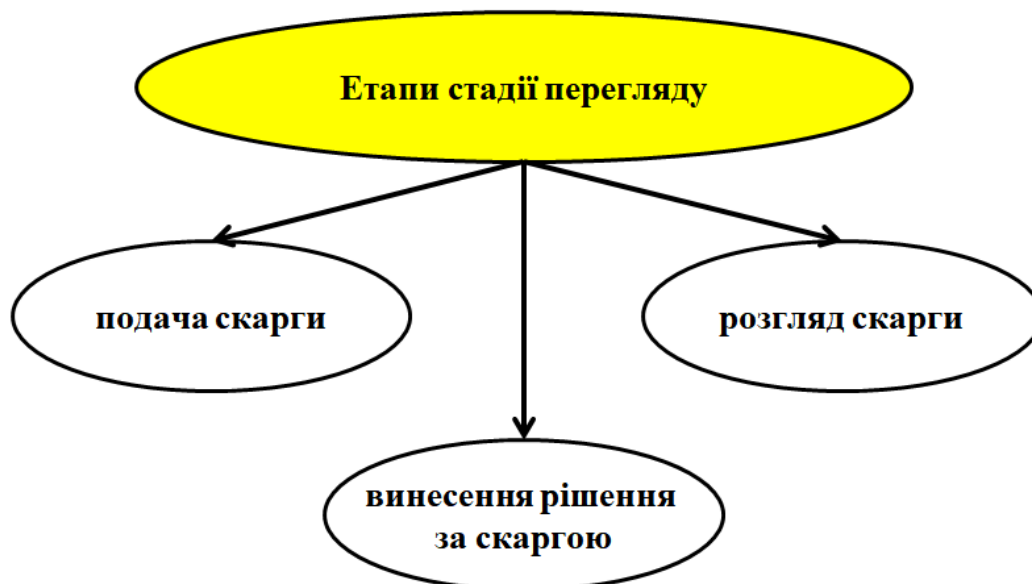 Етапи стадії перегляду
подача скарги
розгляд скарги
винесення рішення
за скаргою